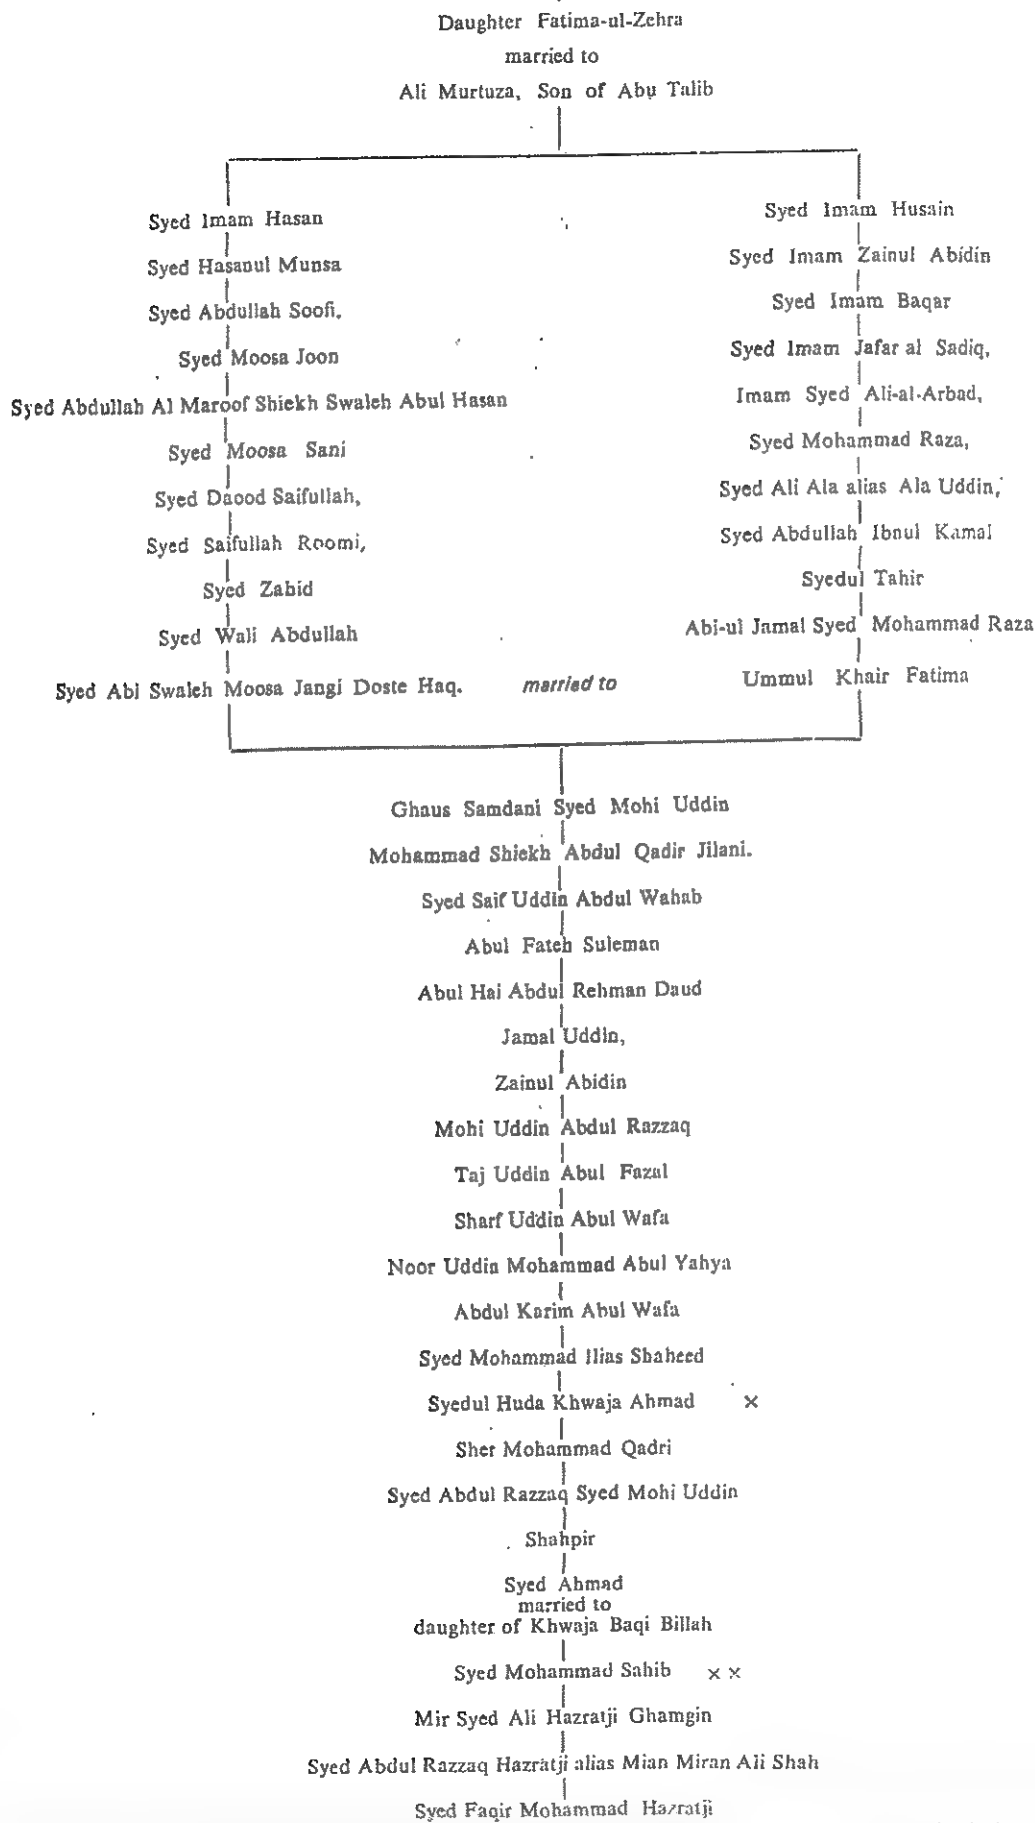 Daughter Fatima-ul-Zehra
married to
Ali Murtuza, Son of Abu Talib
Syed Imam Hasan
Syed Hasanul Munsa
Syed Abdullah Soofi.
Syed Moosa Joon
Syed Abdullah Al Maroof Shiekh Swaleh Abul Hasan
Syed Moosa Sani
Syed Daood Saifullah,
Syed Saifullah Roomi,
Syed Zahid
Syed Wali Abdullah
Syed Abi Swaleh Moosa Jangi Doste Haq. married to Ummul Khair Fatima
Syed Imam Husain
Syed Imam Zainul Abidin
Syed Imam Baqar
Syed Imam Jafar al Sadiq,
Imam Syed Ali-al-Arbad,
Syed Mohammad Raza,
Syed Ali Ala alias Ala Uddin,
Syed Abdullah Ibnul Kamal
Syedul Tahir
Abi-ul Jamal Syed Mohammad Raza
Ghaus Samdani Syed Mohi Uddin
Mohammad Shiekh Abdul Qadir Jilani.
Syed Saif Uddin Abdul Wahab
Abul Fateh Suleman
Abul Hai Abdul Rehman Daud
Jamal Uddin,
Zainul Abidin
Mohi Uddin Abdul Razzaq
Taj Uddin Abul Fazal
Sharf Uddin Abul Wafa
Noor Uddin Mohammad Abul Yahya
Abdul Karim Abul Wafa
Syed Mohammad Ilias Shaheed
Syedul Huda Khwaja Ahmad ×
Sher Mohammad Qadri
Syed Abdul Razzaq Syed Mohi Uddin
Shahpir
Syed Ahmad
married to
daughter of Khwaja Baqi Billah
Syed Mohammad Sahib × ×
Mir Syed Ali Hazratji Ghamgin
Syed Abdul Razzaq Hazratji alias Mian Miran Ali Shah
Syed Faqir Mohammad Hazratji